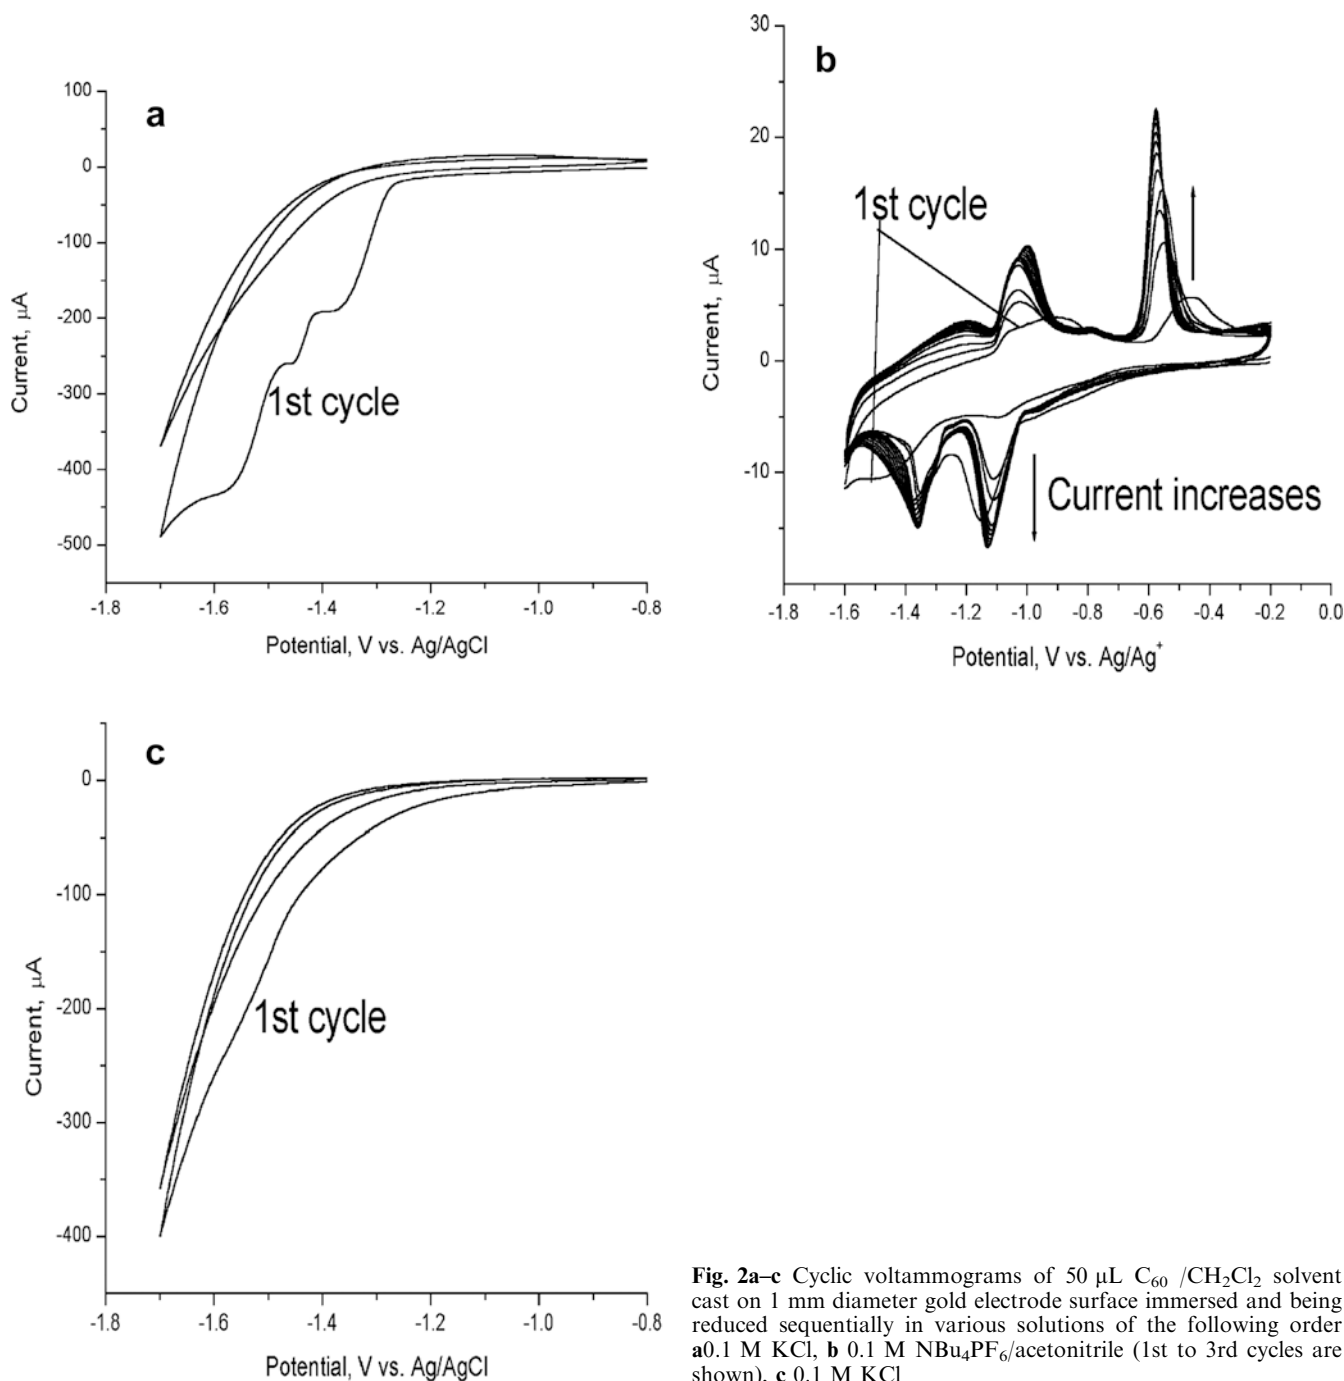 a
100
0
-100
-200
-300
-400
-500
Current, μA
1st cycle
-1.8
-1.6
-1.4
-1.2
-1.0
-0.8
Potential, V vs. Ag/AgCl
b
30
20
10
0
-10
Current, μA
1st cycle
Current increases
-1.8
-1.6
-1.4
-1.2
-1.0
-0.8
-0.6
-0.4
-0.2
0.0
Potential, V vs. Ag/Ag⁺
c
0
-100
-200
-300
-400
Current, μA
1st cycle
-1.8
-1.6
-1.4
-1.2
-1.0
-0.8
Potential, V vs. Ag/AgCl
Fig. 2a–c Cyclic voltammograms of 50 μL C₆₀ /CH₂Cl₂ solvent
cast on 1 mm diameter gold electrode surface immersed and being
reduced sequentially in various solutions of the following order
a0.1 M KCl, b 0.1 M NBu₄PF₆/acetonitrile (1st to 3rd cycles are
shown), c 0.1 M KCl